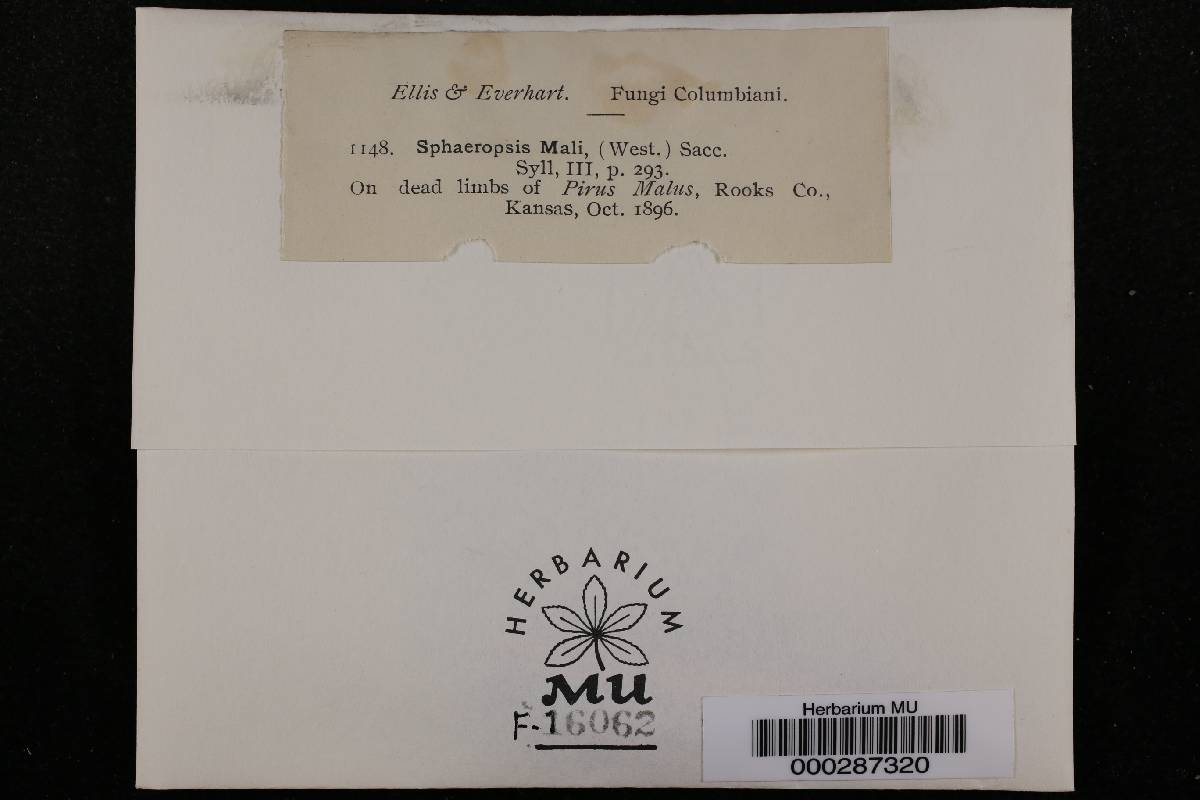 Ellis & Everhart. Fungi Columbiani.
1148. Sphaeropsis Mali, (West.) Sacc.
Syll, III, p. 293.
On dead limbs of Pirus Malus, Rooks Co.,
Kansas, Oct. 1896.
HERBARIUM
MU
F-16062
Herbarium MU
000287320